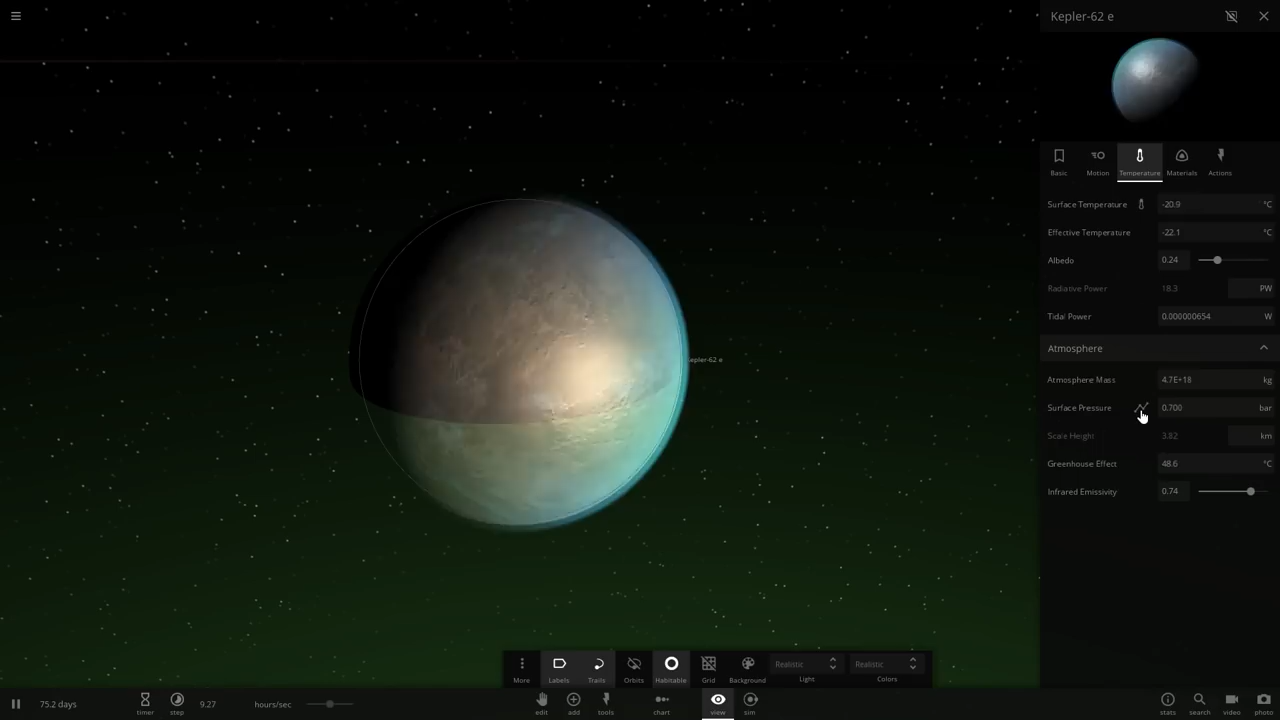 Kepler-62 e
Basic
Motion
Temperature
Materials
Actions
Surface Temperature -20.9 °C
Effective Temperature -22.1 °C
Albedo 0.24
Radiative Power 18.3 PW
Tidal Power 0.000000654 W
Atmosphere
Atmosphere Mass 4.7E+18 kg
Surface Pressure 0.700 bar
Scale Height 3.82 km
Greenhouse Effect 48.6 °C
Infrared Emissivity 0.74
Kepler-62 e
Realistic
Realistic
More
Labels
Trails
Orbits
Habitable
Grid
Background
Light
Colors
75.2 days
timer
step
9.27
hours/sec
edit
add
tools
chart
view
sim
stats
search
video
photo